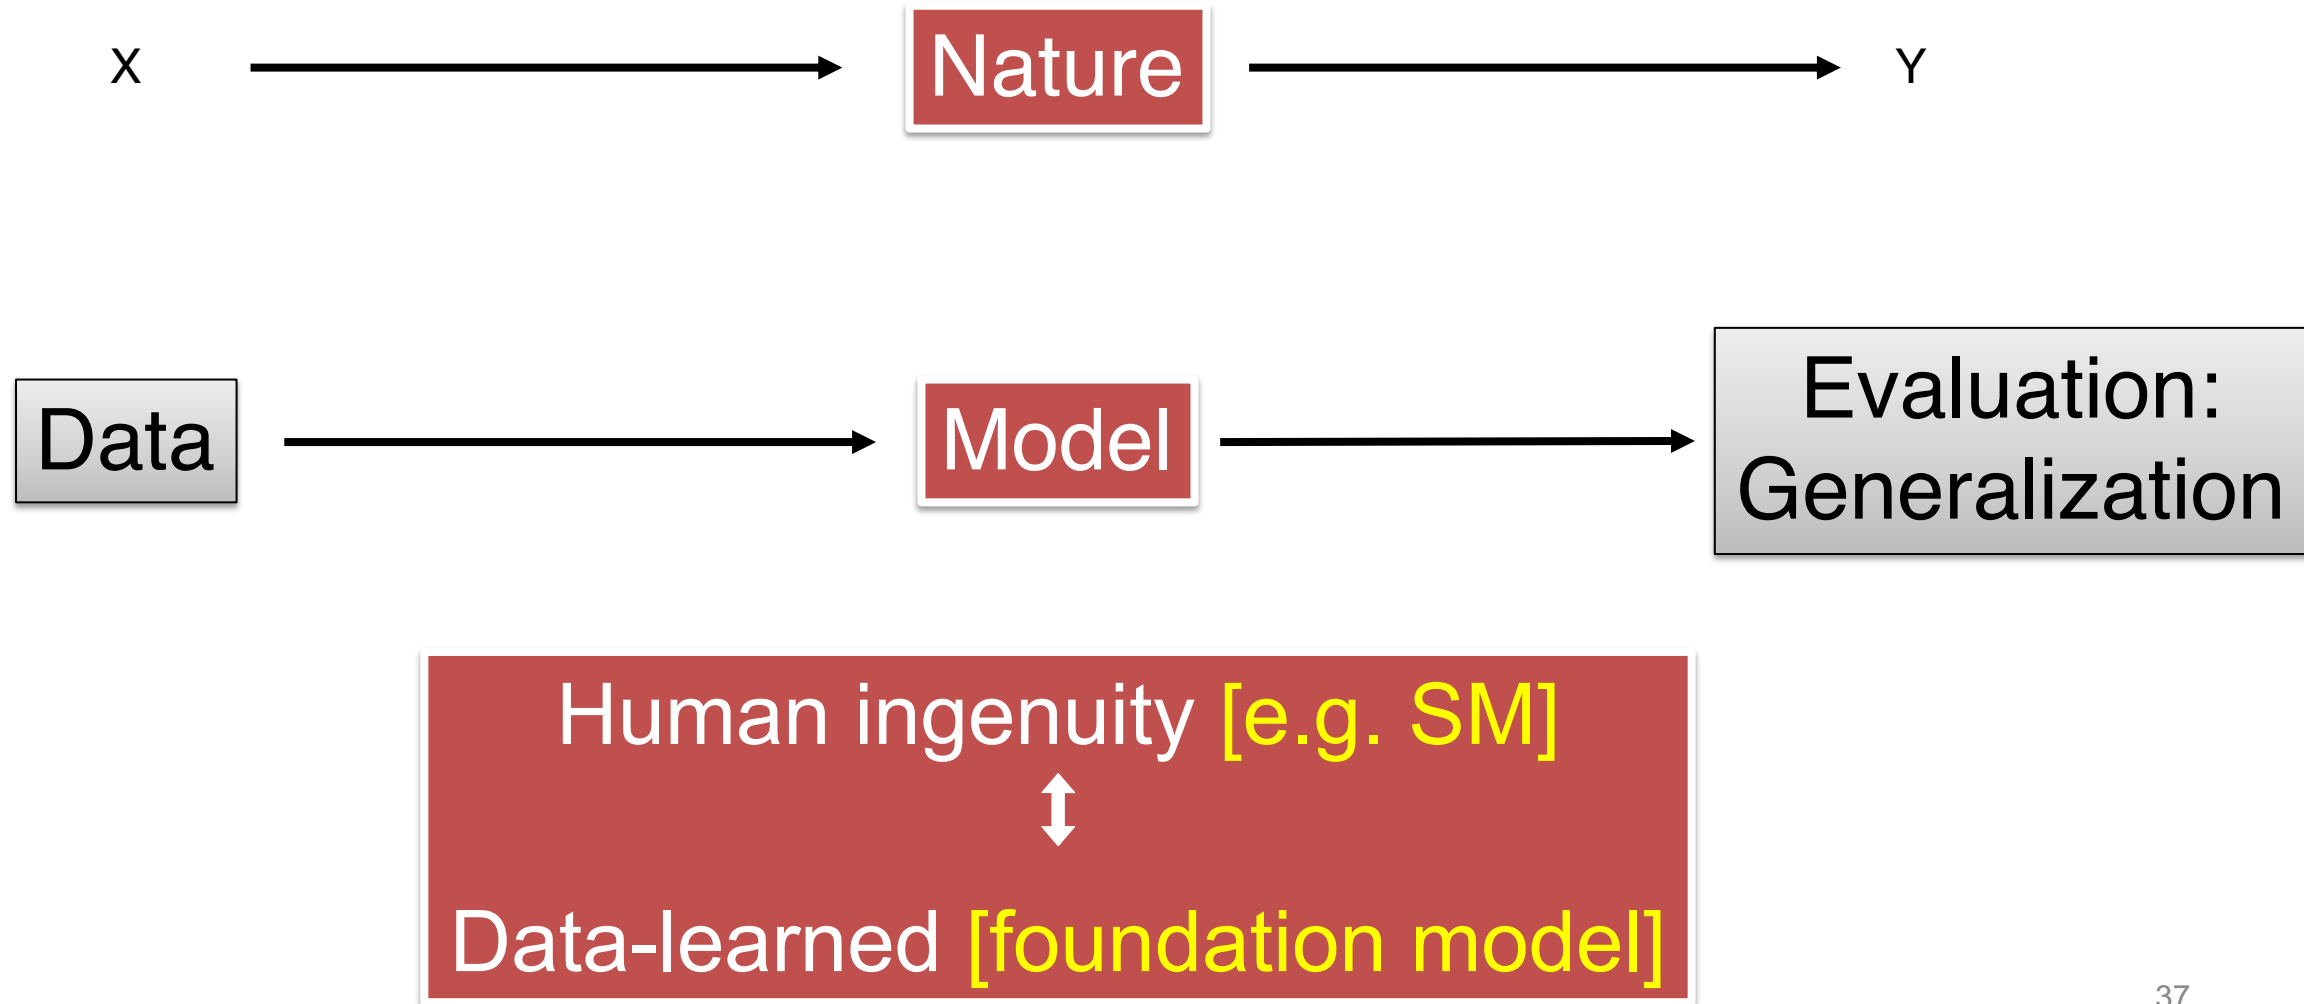 X
Nature
Y
Data
Model
Evaluation:
Generalization
Human ingenuity [e.g. SM]
Data-learned [foundation model]
37